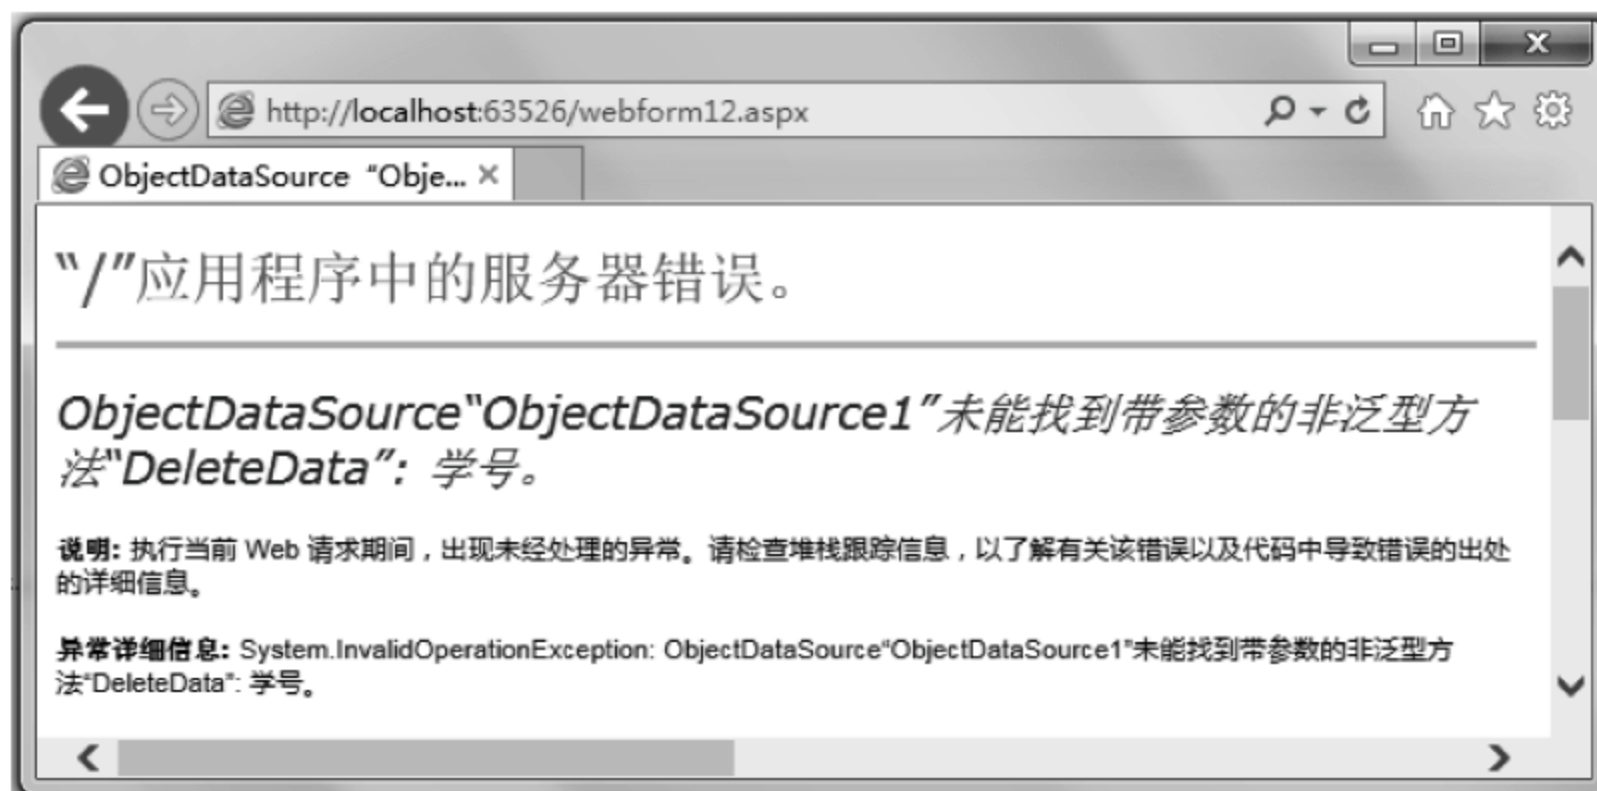 http://localhost:63526/webform12.aspx
ObjectDataSource “Obje...
“/”应用程序中的服务器错误。
ObjectDataSource“ObjectDataSource1”未能找到带参数的非泛型方
法“DeleteData”: 学号。
说明: 执行当前 Web 请求期间，出现未经处理的异常。请检查堆栈跟踪信息，以了解有关该错误以及代码中导致错误的出处
的详细信息。
异常详细信息: System.InvalidOperationException: ObjectDataSource“ObjectDataSource1”未能找到带参数的非泛型方
法“DeleteData”: 学号。